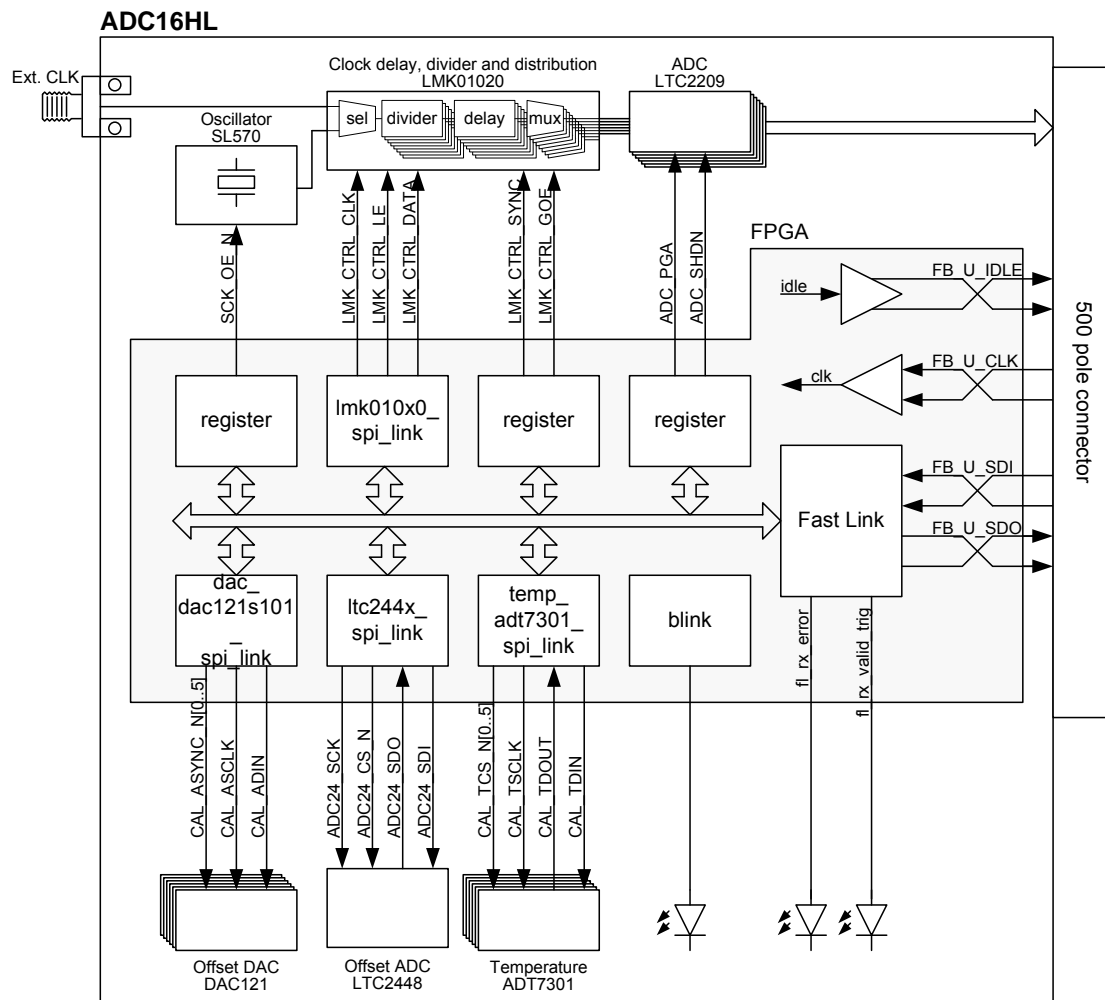 ADC16HL
Ext. CLK
Clock delay, divider and distribution
LMK01020
ADC
LTC2209
Oscillator
SL570
sel
divider
delay
mux
SCK_OE_N
LMK_CTRL_CLK
LMK_CTRL_LE
LMK_CTRL_DATA
LMK_CTRL_SYNC
LMK_CTRL_GOE
ADC_PGA
ADC_SHDN
FPGA
idle
FB_U_IDLE
clk
FB_U_CLK
500 pole connector
register
lmk010x0_
spi_link
register
register
Fast Link
FB_U_SDI
FB_U_SDO
dac_
dac121s101
_
spi_link
ltc244x_
spi_link
temp_
adt7301_
spi_link
blink
fl_rx_error
fl_rx_valid_trig
CAL_ASYNC_N[0..5]
CAL_ASCLK
CAL_ADIN
ADC24_SCK
ADC24_CS_N
ADC24_SDO
ADC24_SDI
CAL_TCS_N[0..5]
CAL_TSCLK
CAL_TDOUT
CAL_TDIN
Offset DAC
DAC121
Offset ADC
LTC2448
Temperature
ADT7301